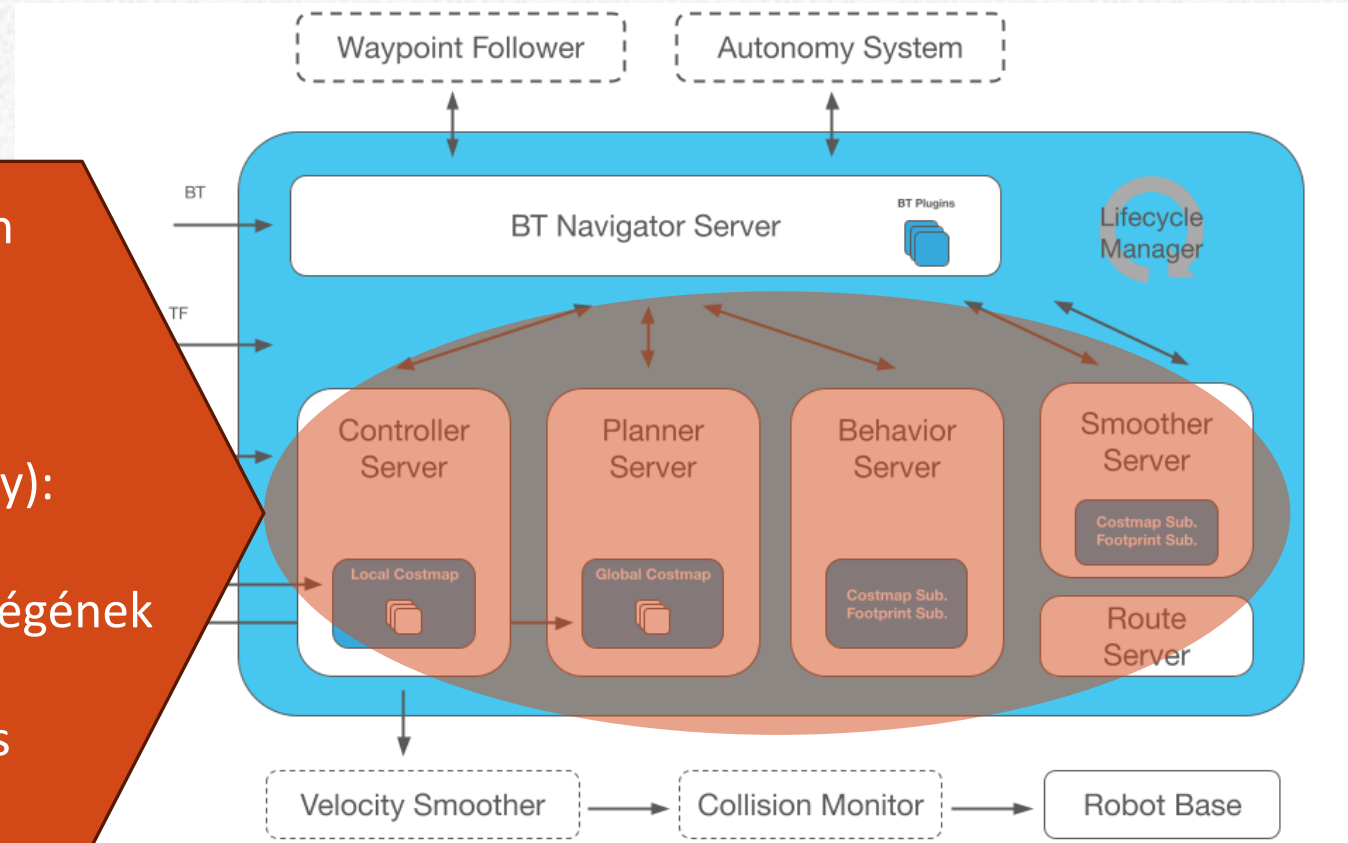 Waypoint Follower
Autonomy System
BT
BT Navigator Server
BT Plugins
Lifecycle
Manager
TF
y):
égének
Controller
Server
Local Costmap
Planner
Server
Global Costmap
Behavior
Server
Costmap Sub.
Footprint Sub.
Smoother
Server
Costmap Sub.
Footprint Sub.
Route
Server
Velocity Smoother
Collision Monitor
Robot Base